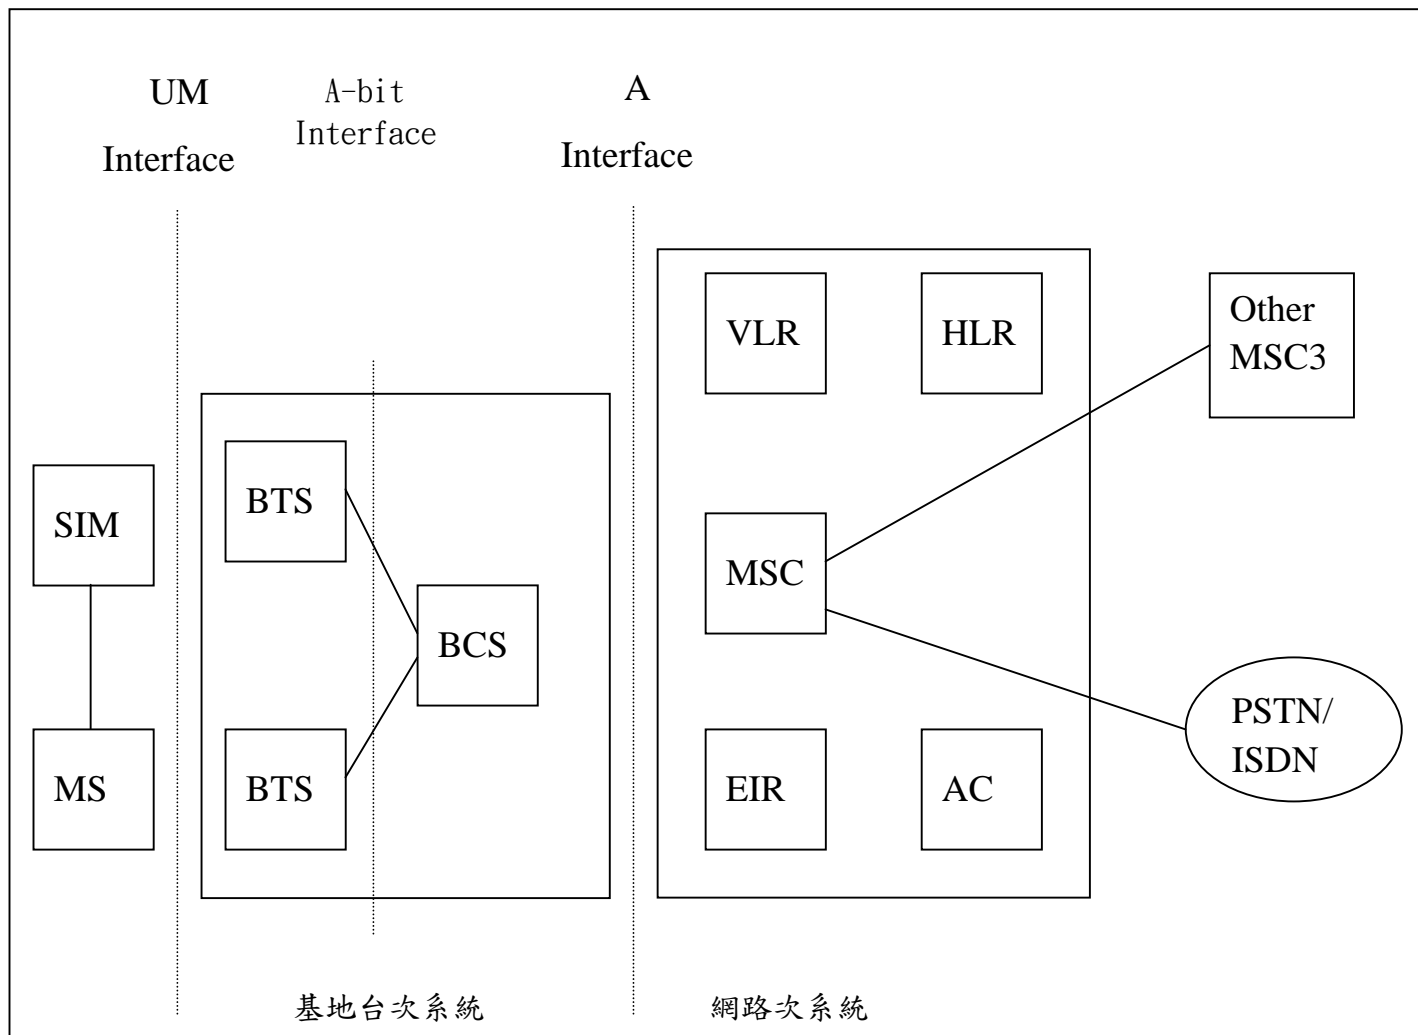 UM
Interface
A-bit
Interface
A
Interface
VLR
HLR
Other
MSC3
SIM
BTS
MSC
BCS
MS
BTS
EIR
AC
PSTN/
ISDN
基地台次系統
網路次系統